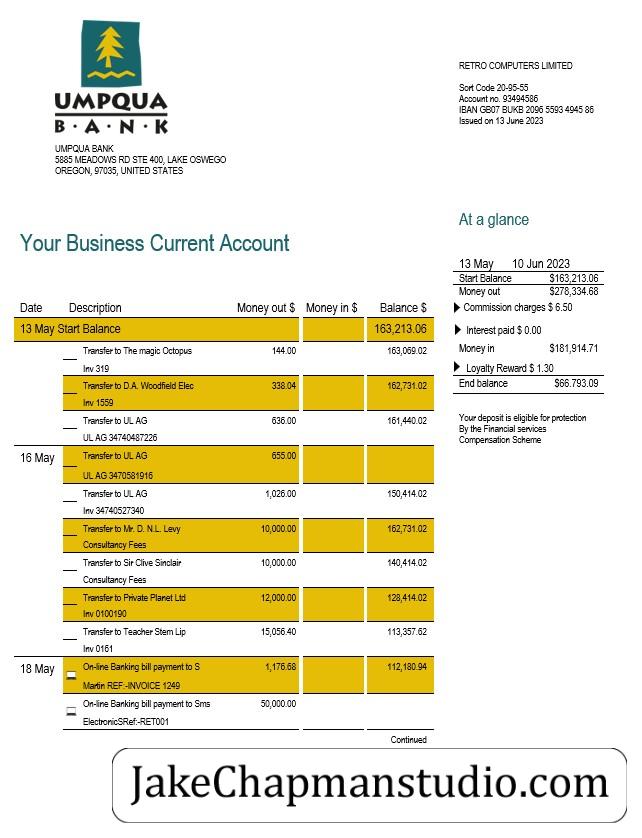 UMPQUA
B·A·N·K
UMPQUA BANK
5885 MEADOWS RD STE 400, LAKE OSWEGO
OREGON, 97035, UNITED STATES
RETRO COMPUTERS LIMITED
Sort Code 20-95-55
Account no. 93494586
IBAN GB07 BUKB 2096 5593 4945 86
Issued on 13 June 2023
At a glance
13 May 10 Jun 2023
Start Balance $163,213.06
Money out $278,334.68
Commission charges $ 6.50
Interest paid $ 0.00
Money in $181,914.71
Loyalty Reward $ 1.30
End balance $66.793.09
Your deposit is eligible for protection
By the Financial services
Compensation Scheme
Your Business Current Account
Date Description Money out $ Money in $ Balance $
13 May Start Balance 163,213.06
Transfer to The magic Octopus 144.00 163,069.02
Inv 319
Transfer to D.A. Woodfield Elec 338.04 162,731.02
Inv 1559
Transfer to UL AG 636.00 161,440.02
UL AG 34740487226
16 May Transfer to UL AG 655.00
UL AG 3470581916
Transfer to UL AG 1,026.00 150,414.02
Inv 34740527340
Transfer to Mr. D. N.L. Levy 10,000.00 162,731.02
Consultancy Fees
Transfer to Sir Clive Sinclair 10,000.00 140,414.02
Consultancy Fees
Transfer to Private Planet Ltd 12,000.00 128,414.02
Inv 0100190
Transfer to Teacher Stem Lip 15,056.40 113,357.62
Inv 0161
18 May On-line Banking bill payment to S 1,176.68 112,180.94
Martin REF:-INVOICE 1249
On-line Banking bill payment to Sms 50,000.00
ElectronicSRef:-RET001
Continued
JakeChapmanstudio.com